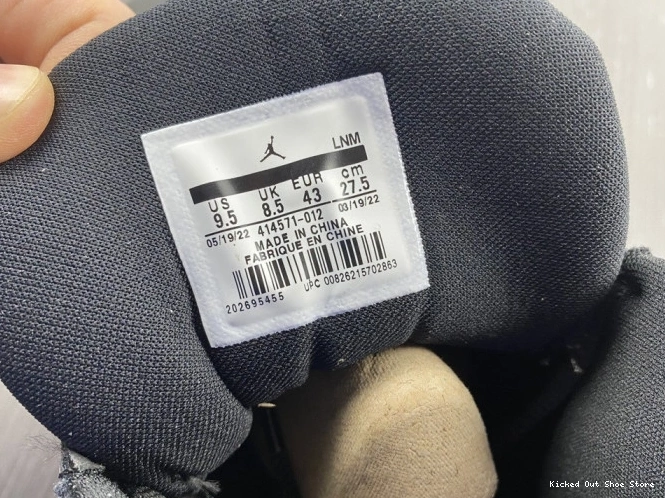 LNM
US UK EUR cm
9.5 8.5 43 27.5
05/19/22 414571-012 03/19/22
MADE IN CHINA
FABRIQUE EN CHINE
202695455 UPC 00826215702863
Kicked Out Shoe Store